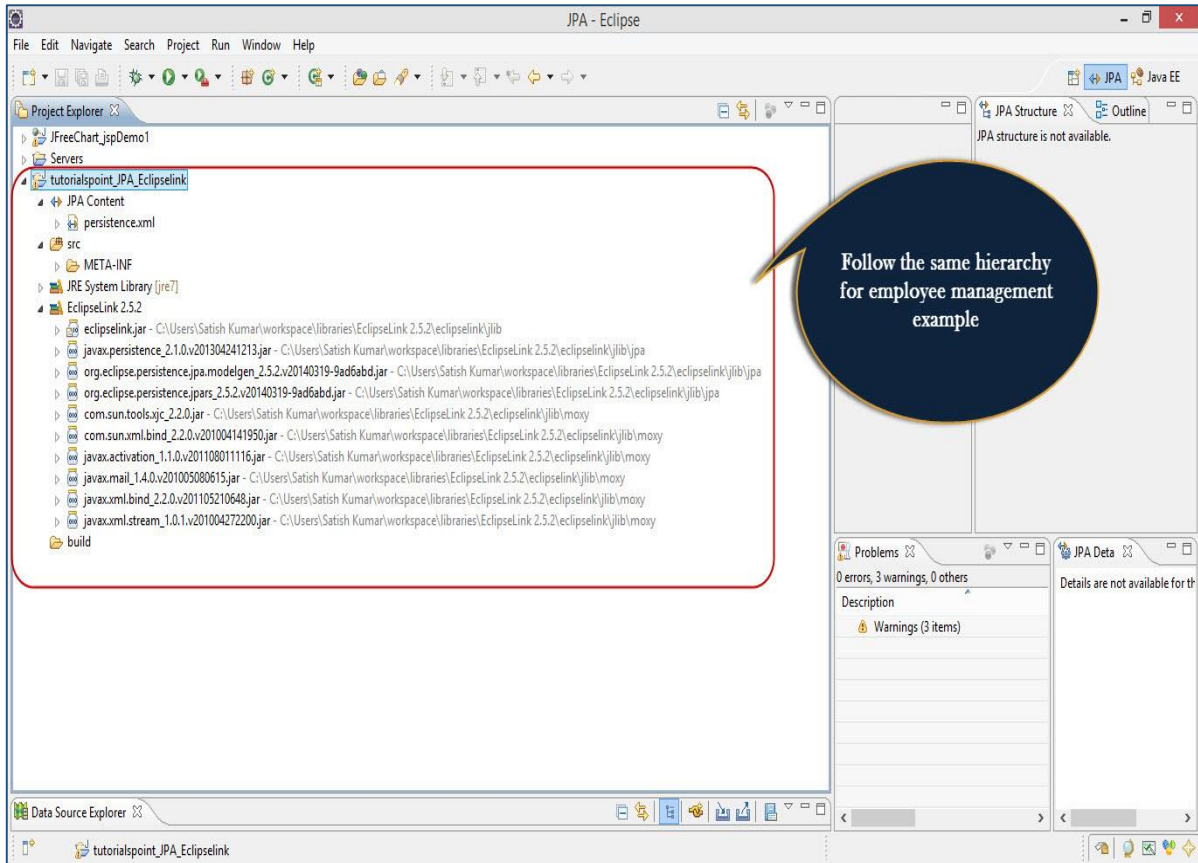 JPA - Eclipse
File Edit Navigate Search Project Run Window Help
JPA Java EE
Project Explorer
JFreeChart_jspDemo1
Servers
tutorialspoint_JPA_Eclipselink
JPA Content
persistence.xml
src
META-INF
JRE System Library [jre7]
EclipseLink 2.5.2
eclipselink.jar - C:\Users\Satish Kumar\workspace\libraries\EclipseLink 2.5.2\eclipselink\jlib
javax.persistence_2.1.0.v201304241213.jar - C:\Users\Satish Kumar\workspace\libraries\EclipseLink 2.5.2\eclipselink\jlib\jpa
org.eclipse.persistence.jpa.modelgen_2.5.2.v20140319-9ad6abd.jar - C:\Users\Satish Kumar\workspace\libraries\EclipseLink 2.5.2\eclipselink\jlib\jpa
org.eclipse.persistence.jpars_2.5.2.v20140319-9ad6abd.jar - C:\Users\Satish Kumar\workspace\libraries\EclipseLink 2.5.2\eclipselink\jlib\jpa
com.sun.tools.xjc_2.2.0.jar - C:\Users\Satish Kumar\workspace\libraries\EclipseLink 2.5.2\eclipselink\jlib\moxy
com.sun.xml.bind_2.2.0.v201004141950.jar - C:\Users\Satish Kumar\workspace\libraries\EclipseLink 2.5.2\eclipselink\jlib\moxy
javax.activation_1.1.0.v201108011116.jar - C:\Users\Satish Kumar\workspace\libraries\EclipseLink 2.5.2\eclipselink\jlib\moxy
javax.mail_1.4.0.v201005080615.jar - C:\Users\Satish Kumar\workspace\libraries\EclipseLink 2.5.2\eclipselink\jlib\moxy
javax.xml.bind_2.2.0.v201105210648.jar - C:\Users\Satish Kumar\workspace\libraries\EclipseLink 2.5.2\eclipselink\jlib\moxy
javax.xml.stream_1.0.1.v201004272200.jar - C:\Users\Satish Kumar\workspace\libraries\EclipseLink 2.5.2\eclipselink\jlib\moxy
build
JPA Structure Outline
JPA structure is not available.
Follow the same hierarchy
for employee management
example
Problems
0 errors, 3 warnings, 0 others
Description
Warnings (3 items)
JPA Deta
Details are not available for th
Data Source Explorer
tutorialspoint_JPA_Eclipselink